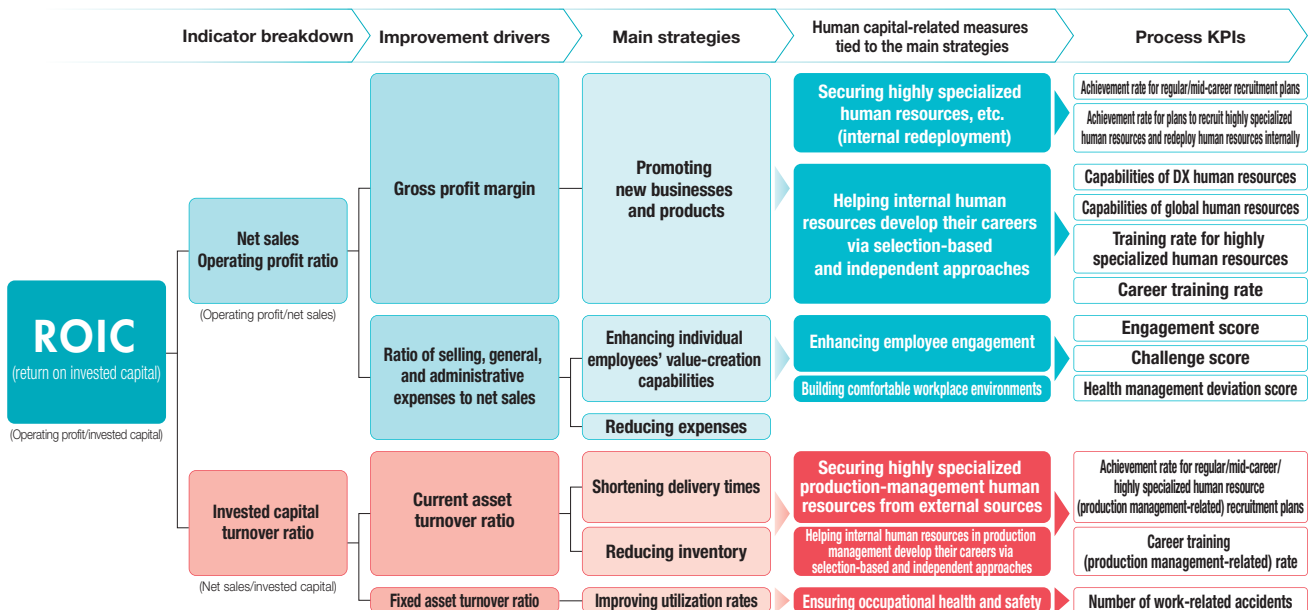 Indicator breakdown
Improvement drivers
Main strategies
Human capital-related measures
tied to the main strategies
Process KPIs
ROIC
(return on invested capital)
(Operating profit/invested capital)
Net sales
Operating profit ratio
(Operating profit/net sales)
Gross profit margin
Promoting
new businesses
and products
Securing highly specialized
human resources, etc.
(internal redeployment)
Achievement rate for regular/mid-career recruitment plans
Achievement rate for plans to recruit highly specialized
human resources and redeploy human resources internally
Helping internal human
resources develop their careers
via selection-based
and independent approaches
Capabilities of DX human resources
Capabilities of global human resources
Training rate for highly
specialized human resources
Career training rate
Ratio of selling, general,
and administrative
expenses to net sales
Enhancing individual
employees' value-creation
capabilities
Reducing expenses
Enhancing employee engagement
Building comfortable workplace environments
Engagement score
Challenge score
Health management deviation score
Invested capital
turnover ratio
(Net sales/invested capital)
Current asset
turnover ratio
Shortening delivery times
Reducing inventory
Securing highly specialized
production-management human
resources from external sources
Helping internal human resources in production
management develop their careers via
selection-based and independent approaches
Achievement rate for regular/mid-career/
highly specialized human resource
(production management-related) recruitment plans
Career training
(production management-related) rate
Fixed asset turnover ratio
Improving utilization rates
Ensuring occupational health and safety
Number of work-related accidents